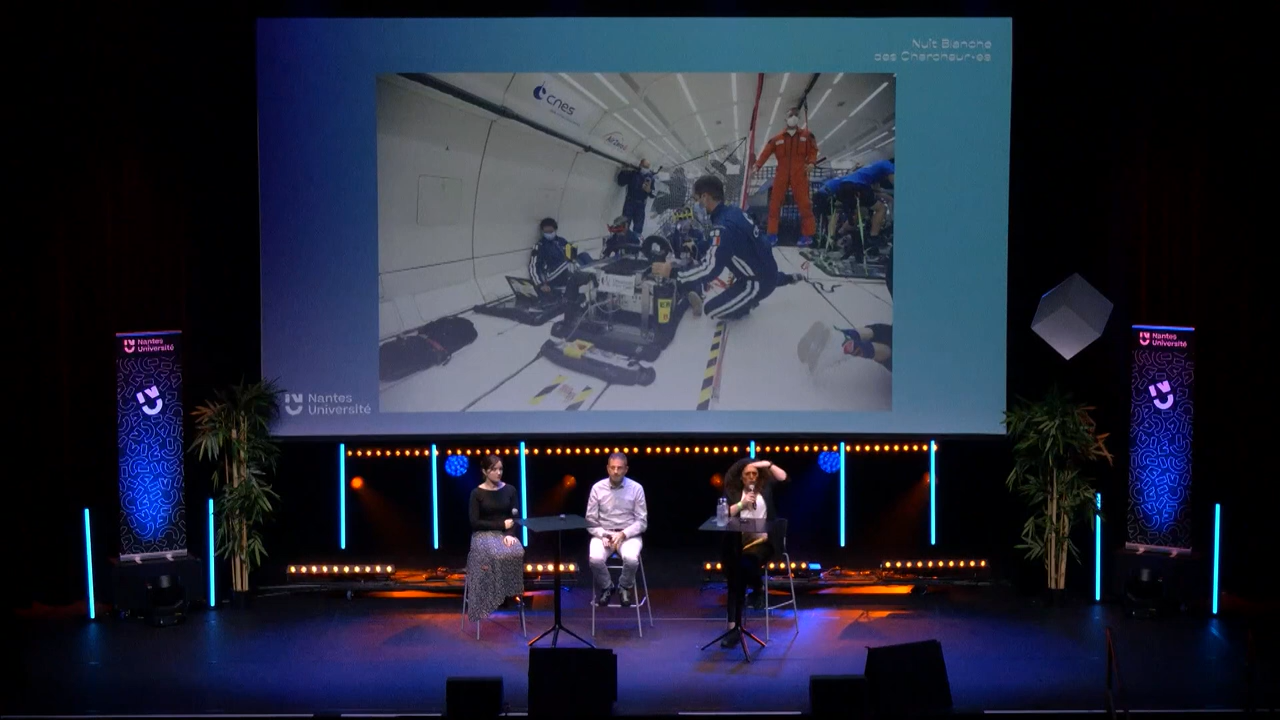 Nuit Blanche
des Chercheur·es
cnes
Nantes
Université
Nantes
Université
Nantes
Université